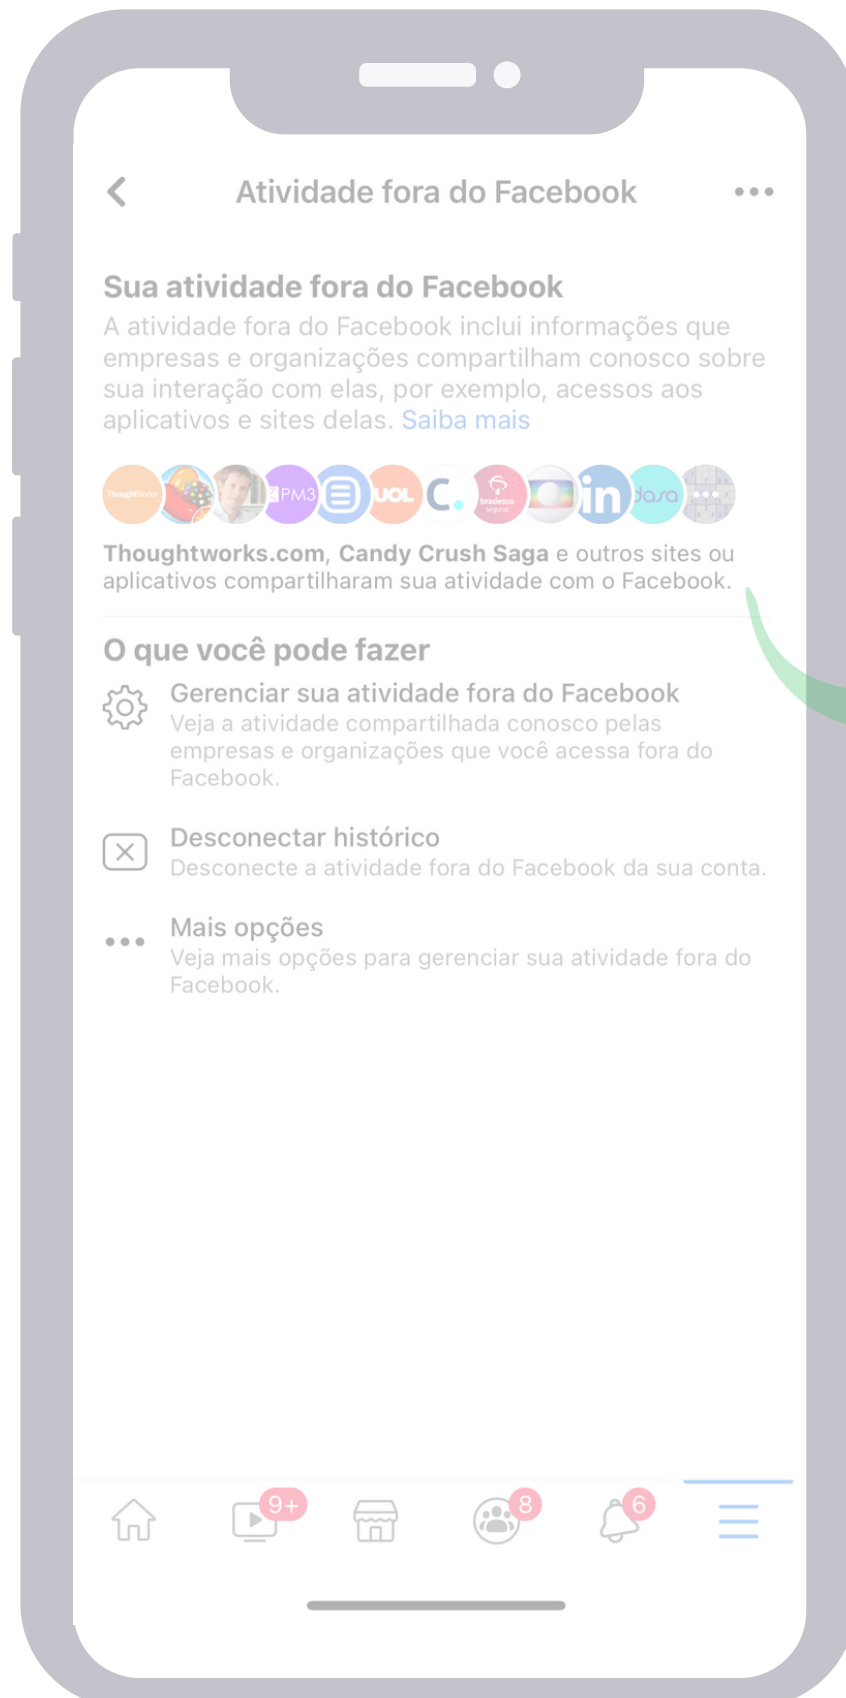 Atividade fora do Facebook
Sua atividade fora do Facebook
A atividade fora do Facebook inclui informações que
empresas e organizações compartilham conosco sobre
sua interação com elas, por exemplo, acessos aos
aplicativos e sites delas. Saiba mais
ThoughtWorks PM3 UOL C. bradesco seguros in dasa
Thoughtworks.com, Candy Crush Saga e outros sites ou
aplicativos compartilharam sua atividade com o Facebook.
O que você pode fazer
Gerenciar sua atividade fora do Facebook
Veja a atividade compartilhada conosco pelas
empresas e organizações que você acessa fora do
Facebook.
Desconectar histórico
Desconecte a atividade fora do Facebook da sua conta.
Mais opções
Veja mais opções para gerenciar sua atividade fora do
Facebook.
9+ 8 6